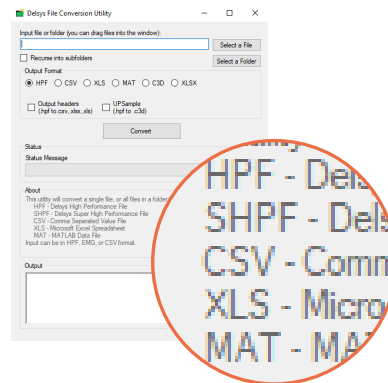 Delsys File Conversion Utility
Input file or folder (you can drag files into the window):
Select a File
Recurse into subfolders
Select a Folder
Output Format
HPF CSV XLS MAT C3D XLSX
Output headers
(.hpf to.csv,.xlsx,.xls)
UPSample
(hpf to .c3d)
Convert
Status
Status Message
About
This utility will convert a single file, or all files in a folder
HPF - Delsys High Performance File
SHPF - Delsys Super High Performance File
CSV - Comma Seperated Value File
XLS - Microsoft Excel Spreadsheet
MAT - MATLAB Data File
Input can be in HPF, EMG, or CSV format.
Output
HPF - Dels
SHPF - Dels
CSV - Comm
XLS - Micro
MAT - MA